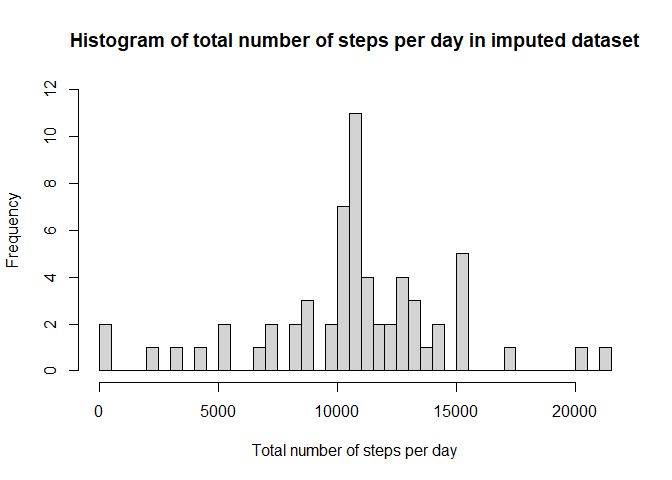 Histogram of total number of steps per day in imputed dataset
Frequency
12
10
8
6
4
2
0
0 5000 10000 15000 20000
Total number of steps per day